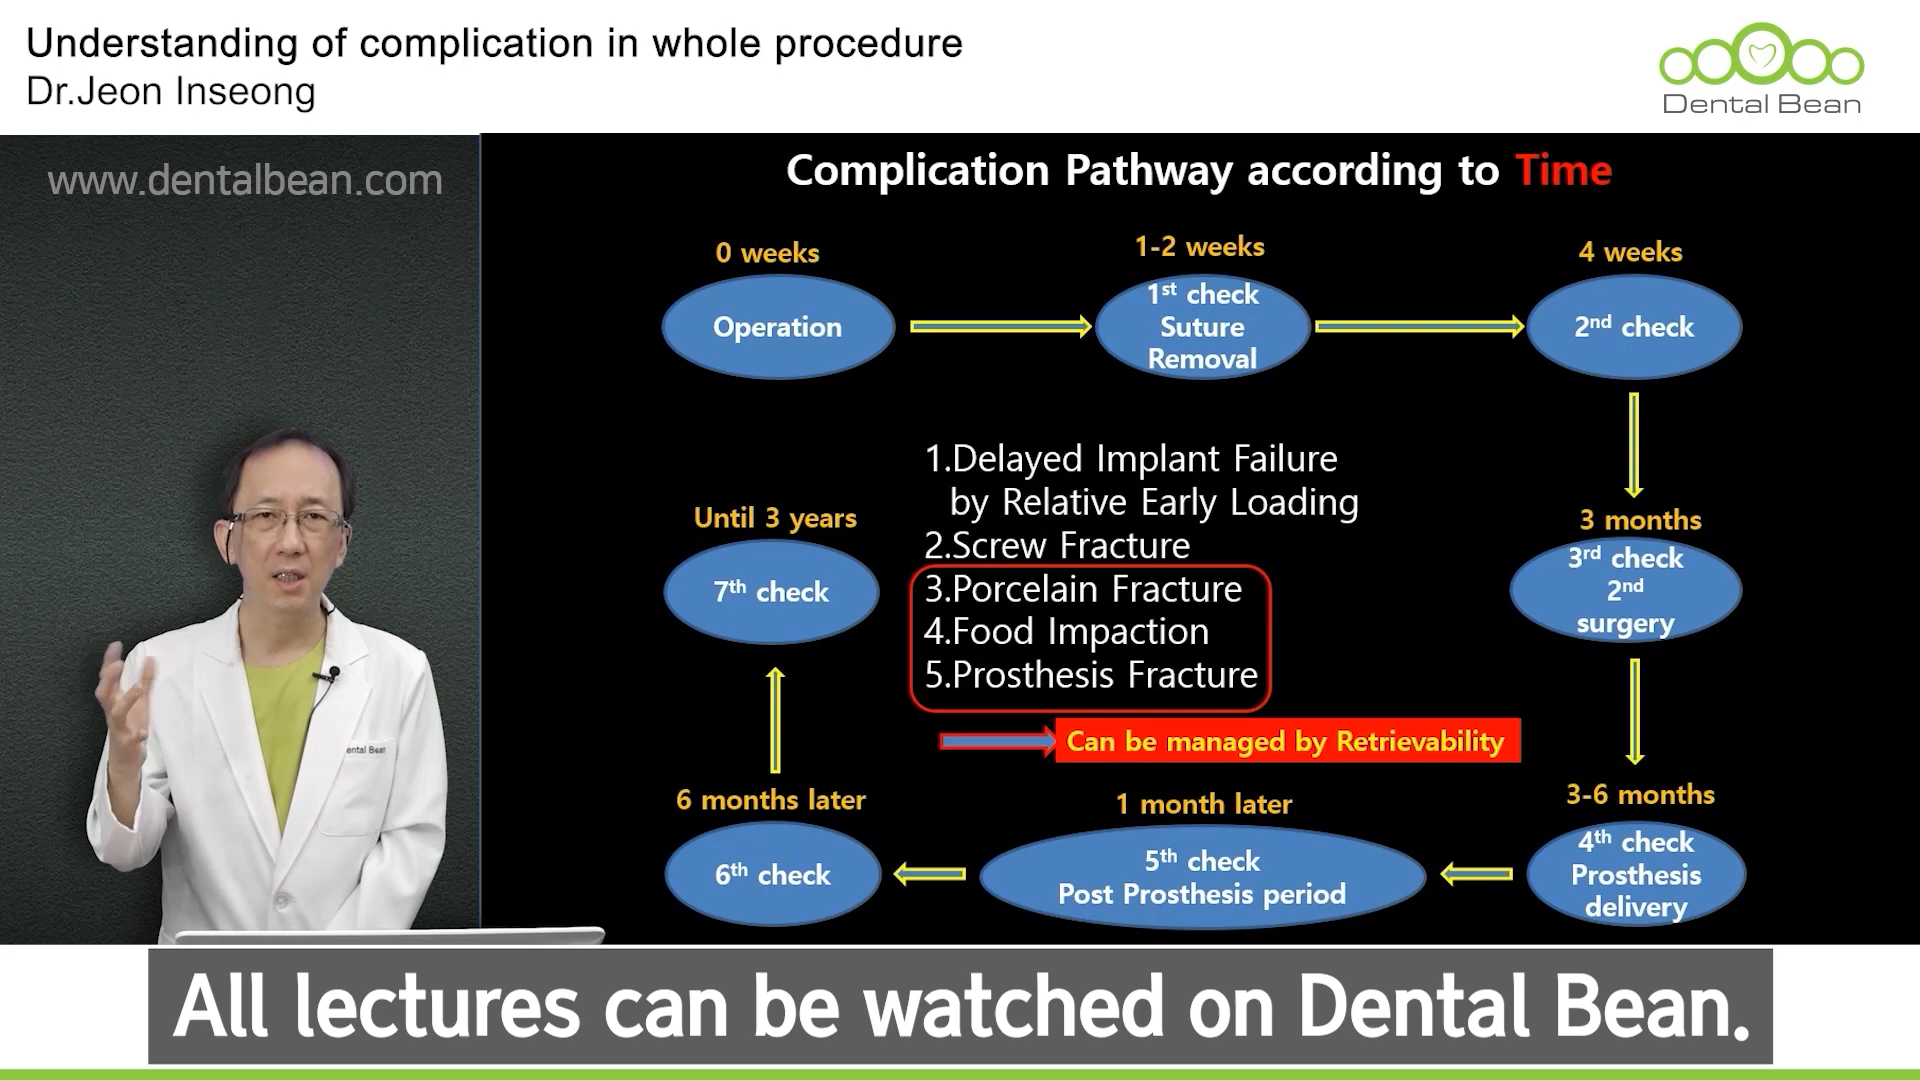 Understanding of complication in whole procedure
Dr.Jeon Inseong
Dental Bean
www.dentalbean.com
Complication Pathway according to Time
0 weeks
Operation
1-2 weeks
1st check
Suture
Removal
4 weeks
2nd check
3 months
3rd check
2nd
surgery
3-6 months
4th check
Prosthesis
delivery
1 month later
5th check
Post Prosthesis period
6 months later
6th check
Until 3 years
7th check
1.Delayed Implant Failure
by Relative Early Loading
2.Screw Fracture
3.Porcelain Fracture
4.Food Impaction
5.Prosthesis Fracture
Can be managed by Retrievability
ental Bean
All lectures can be watched on Dental Bean.